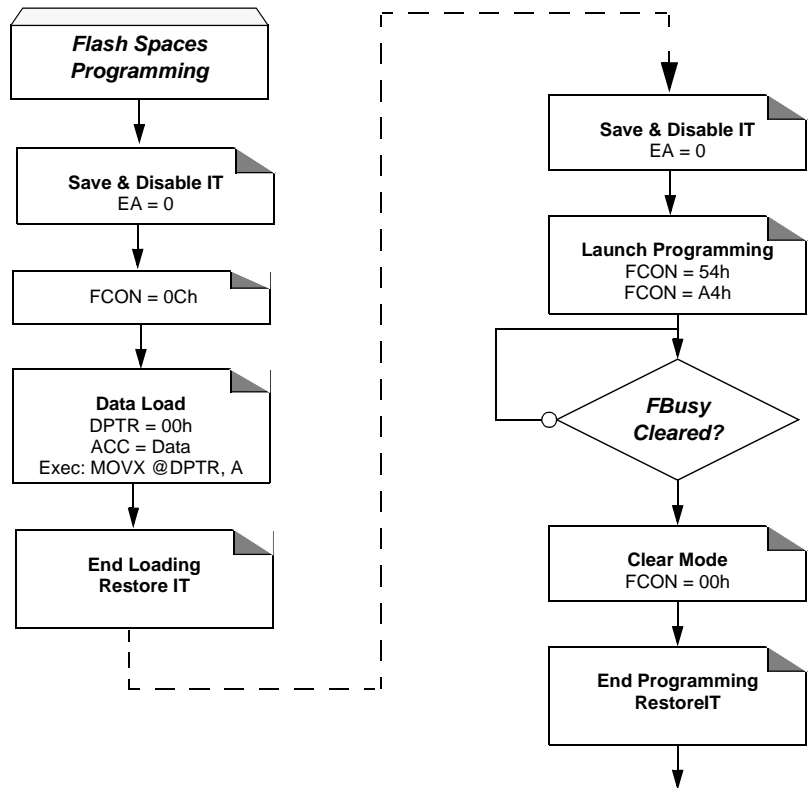 Flash Spaces
Programming
Save & Disable IT
EA = 0
FCON = 0Ch
Data Load
DPTR = 00h
ACC = Data
Exec: MOVX @DPTR, A
End Loading
Restore IT
Save & Disable IT
EA = 0
Launch Programming
FCON = 54h
FCON = A4h
FBusy
Cleared?
Clear Mode
FCON = 00h
End Programming
RestoreIT